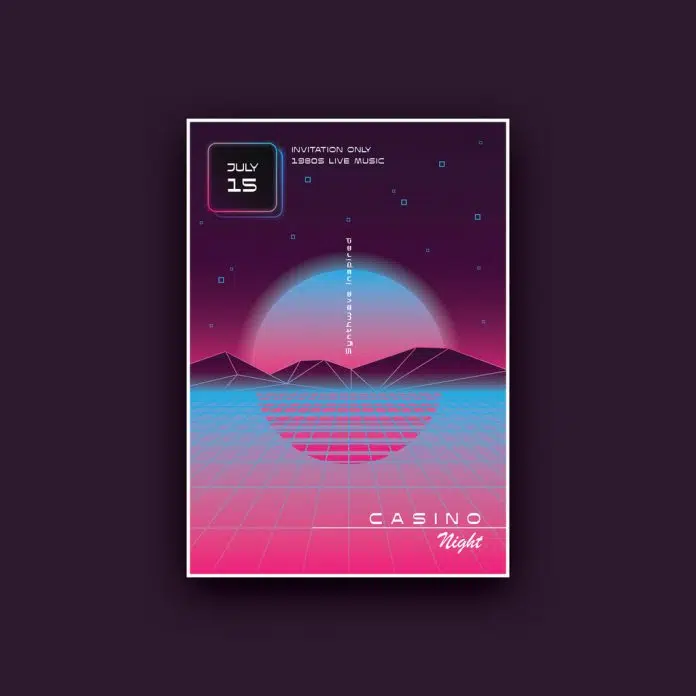 JULY
15
INVITATION ONLY
1980S LIVE MUSIC
Synthwave inspired
CASINO
Night